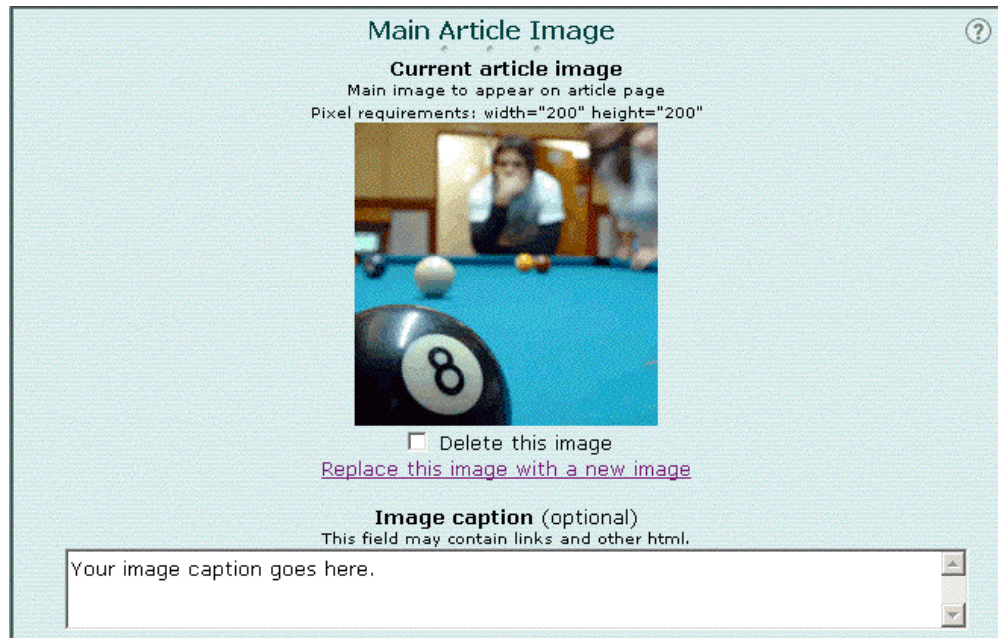 Main Article Image
?
Current article image
Main image to appear on article page
Pixel requirements: width="200" height="200"
8
Delete this image
Replace this image with a new image
Image caption (optional)
This field may contain links and other html.
Your image caption goes here.